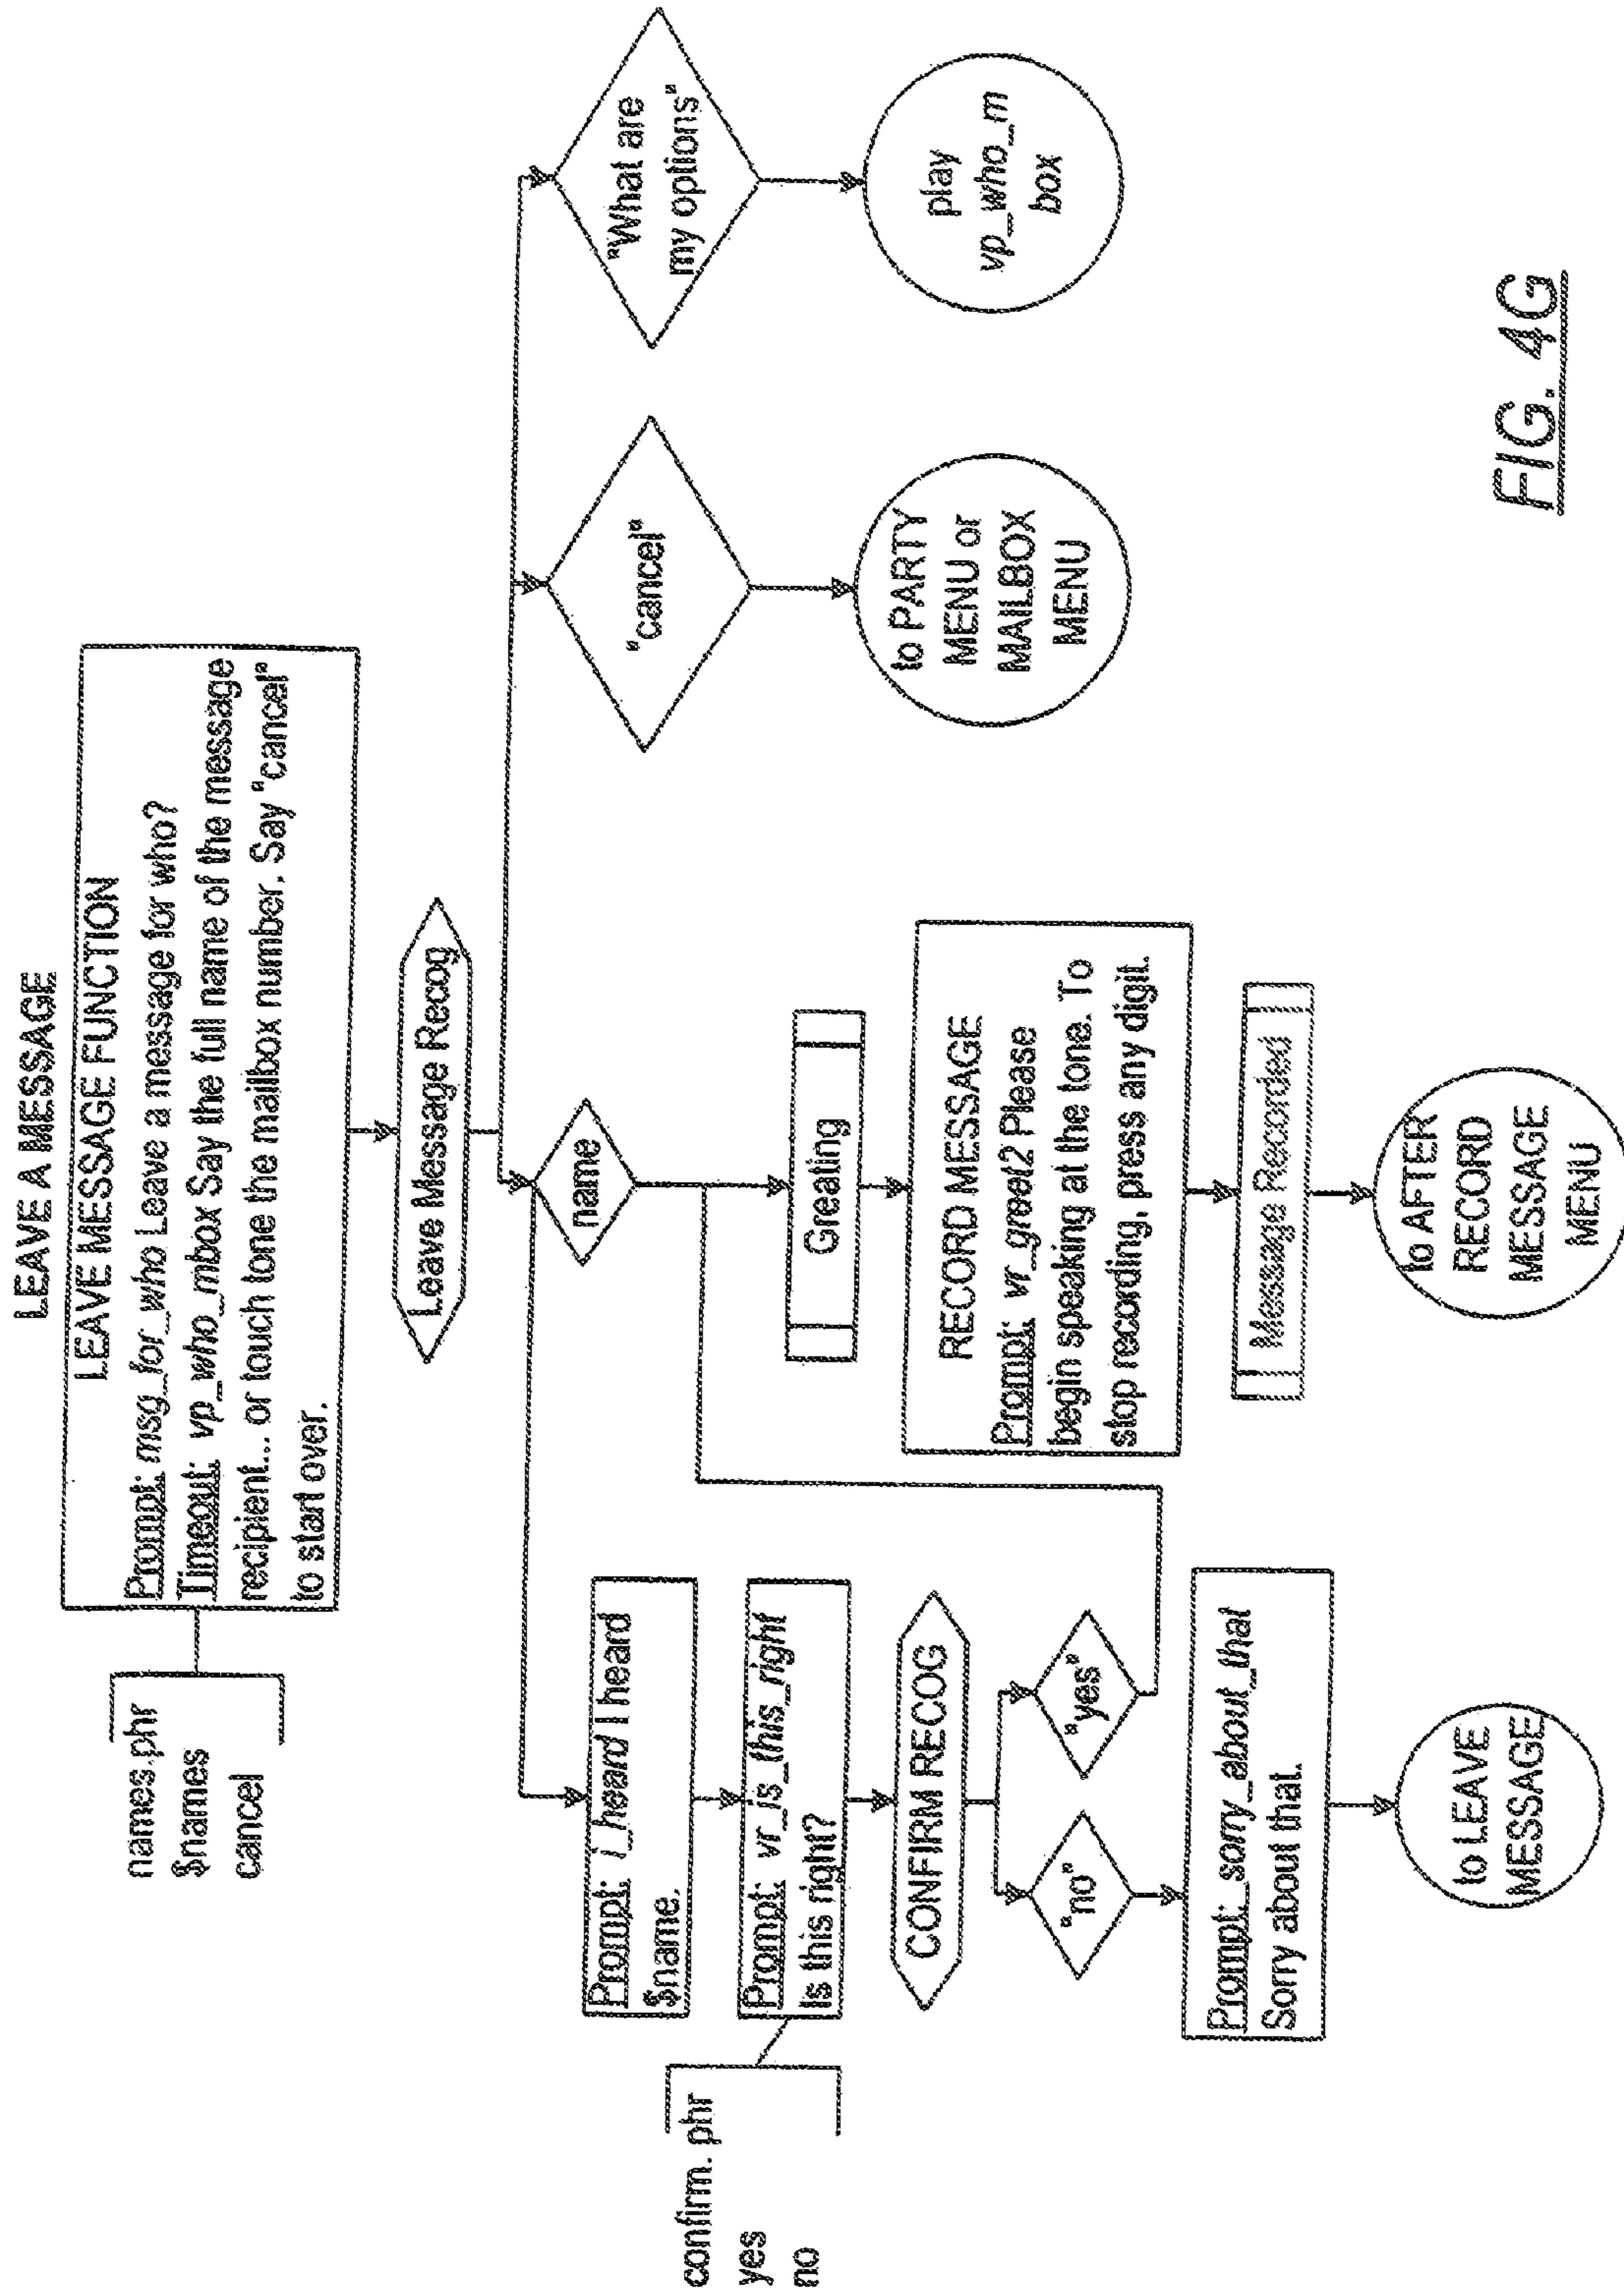 LEAVE A MESSAGE
LEAVE MESSAGE FUNCTION
Prompt: msg_for_who Leave a message for who?
Timeout: vp_who_mbox Say the full name of the message
recipient... or touch tone the mailbox number. Say "cancel"
to start over.
names.phr
$names
cancel
Leave Message Recog
name
"cancel"
"What are
my options"
Prompt: i_heard I heard
$name.
Prompt: vr_is_this_right
Is this right?
confirm. phr
yes
no
CONFIRM RECOG
"no"
"yes"
Prompt: sorry_about_that
Sorry about that.
to LEAVE
MESSAGE
Greating
RECORD MESSAGE
Prompt: vr_greet2 Please
begin speaking at the tone. To
stop recording, press any digit.
Message Recorded
to AFTER
RECORD
MESSAGE
MENU
to PARTY
MENU or
MAILBOX
MENU
play
vp_who_m
box
FIG. 4G